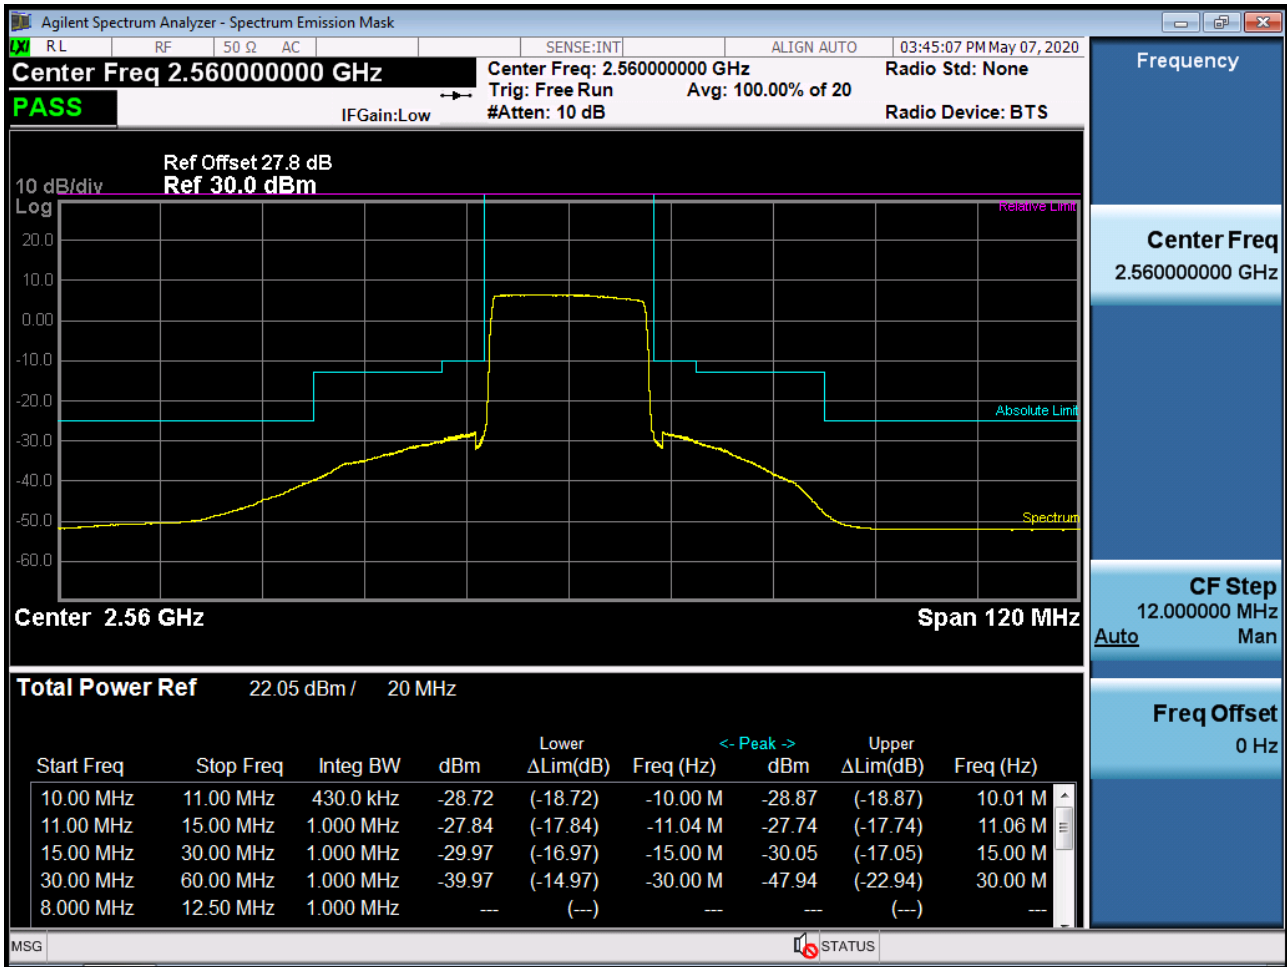 Agilent Spectrum Analyzer - Spectrum Emission Mask
LXI RL RF 50 Ω AC SENSE:INT ALIGN AUTO 03:45:07 PM May 07, 2020
Center Freq 2.560000000 GHz
Center Freq: 2.560000000 GHz
Radio Std: None
Trig: Free Run Avg: 100.00% of 20
PASS
IFGain:Low
#Atten: 10 dB
Radio Device: BTS
Ref Offset 27.8 dB
10 dB/div Ref 30.0 dBm
Log
Relative Limit
20.0
10.0
0.00
-10.0
-20.0
Absolute Limit
-30.0
-40.0
-50.0
Spectrum
-60.0
Center 2.56 GHz Span 120 MHz
Total Power Ref 22.05 dBm / 20 MHz
Lower <- Peak -> Upper
Start Freq Stop Freq Integ BW dBm ΔLim(dB) Freq (Hz) dBm ΔLim(dB) Freq (Hz)
10.00 MHz 11.00 MHz 430.0 kHz -28.72 (-18.72) -10.00 M -28.87 (-18.87) 10.01 M
11.00 MHz 15.00 MHz 1.000 MHz -27.84 (-17.84) -11.04 M -27.74 (-17.74) 11.06 M
15.00 MHz 30.00 MHz 1.000 MHz -29.97 (-16.97) -15.00 M -30.05 (-17.05) 15.00 M
30.00 MHz 60.00 MHz 1.000 MHz -39.97 (-14.97) -30.00 M -47.94 (-22.94) 30.00 M
8.000 MHz 12.50 MHz 1.000 MHz --- (---) --- --- (---) ---
MSG STATUS
Frequency
Center Freq
2.560000000 GHz
CF Step
12.000000 MHz
Auto Man
Freq Offset
0 Hz